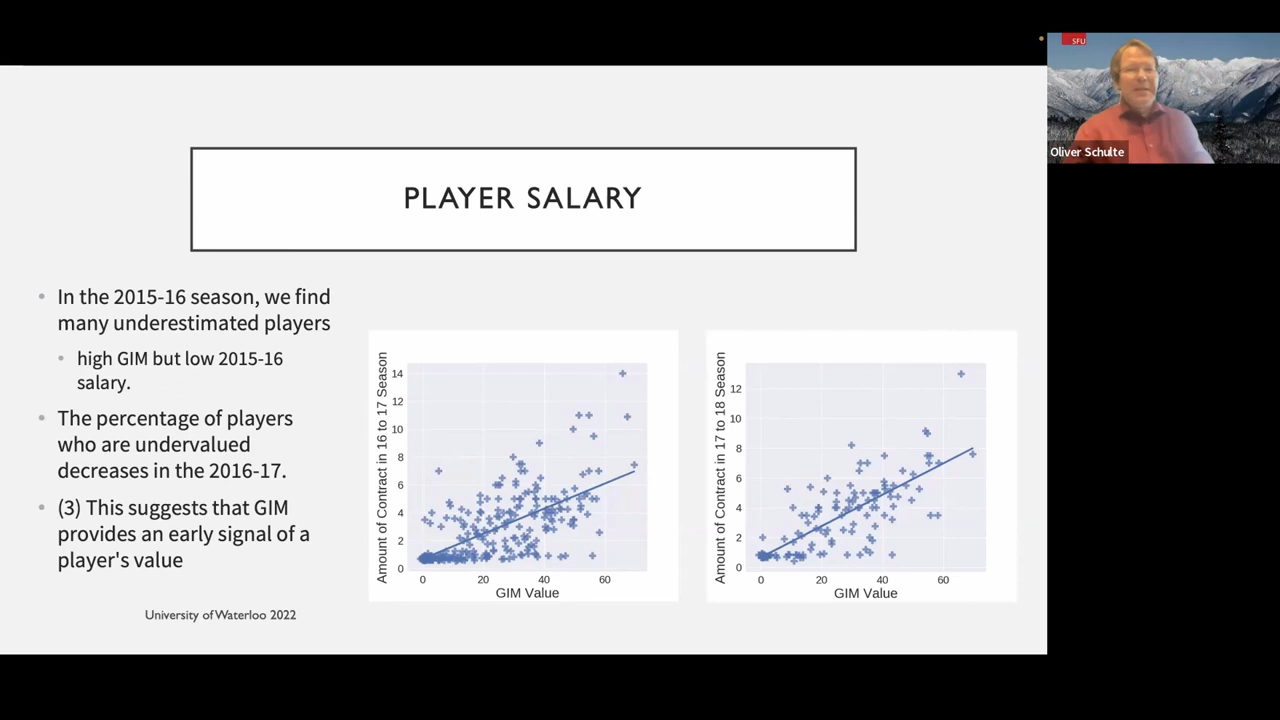 SFU
Oliver Schulte
PLAYER SALARY
• In the 2015-16 season, we find
many underestimated players
• high GIM but low 2015-16
salary.
• The percentage of players
who are undervalued
decreases in the 2016-17.
• (3) This suggests that GIM
provides an early signal of a
player's value
University of Waterloo 2022
Amount of Contract in 16 to 17 Season
14
12
10
8
6
4
2
0
0 20 40 60
GIM Value
Amount of Contract in 17 to 18 Season
12
10
8
6
4
2
0
0 20 40 60
GIM Value